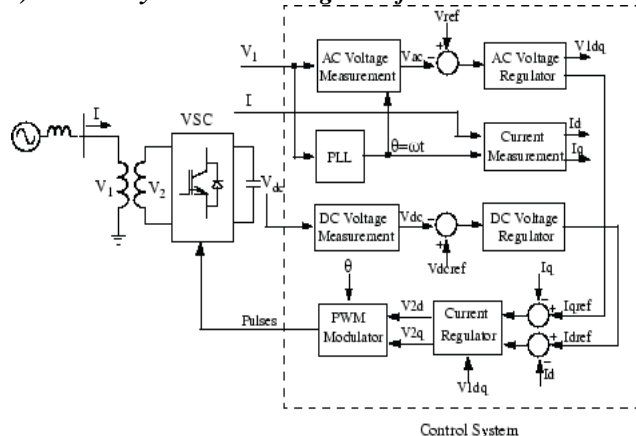 V1
I
VSC
I
V1
V2
Vdc
Vref
AC Voltage
Measurement
Vac
−
+
AC Voltage
Regulator
V1dq
PLL
θ=ωt
Current
Measurement
Id
Iq
DC Voltage
Measurement
Vdc
−
+
Vdcref
DC Voltage
Regulator
θ
Iq
−
+
Iqref
PWM
Modulator
V2d
V2q
Current
Regulator
+
Idref
−
Id
V1dq
Pulses
Control System